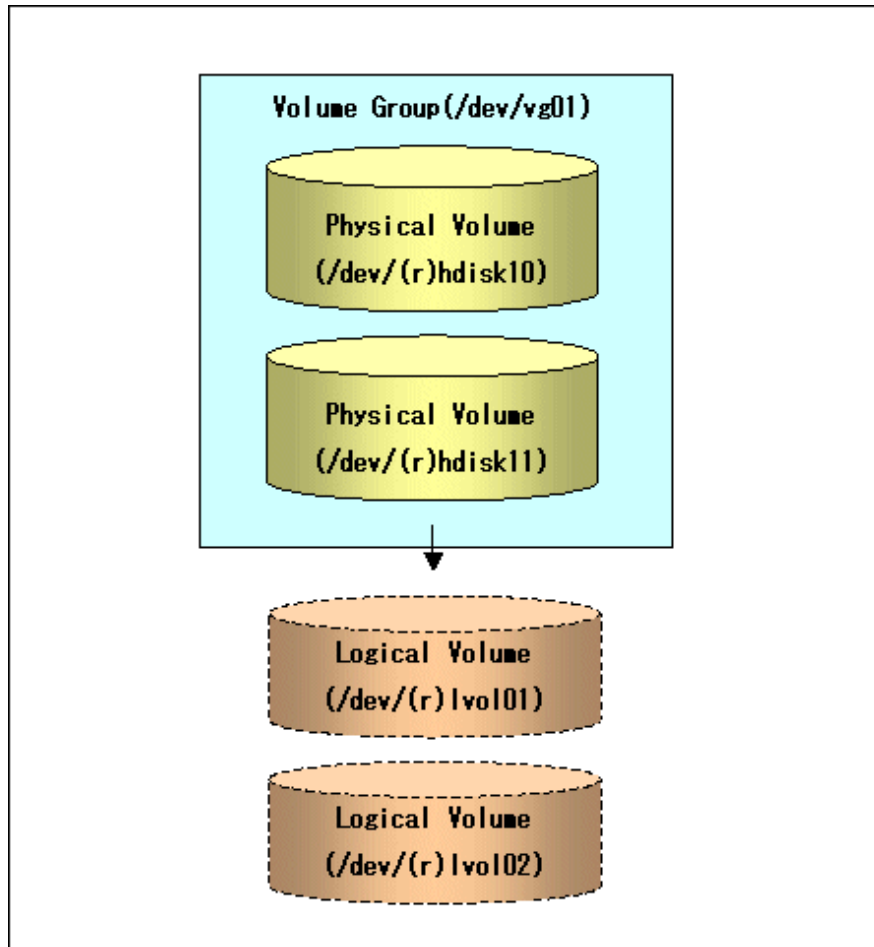 Volume Group(/dev/vg01)
Physical Volume
(/dev/(r)hdisk10)
Physical Volume
(/dev/(r)hdisk11)
Logical Volume
(/dev/(r)lvol01)
Logical Volume
(/dev/(r)lvol02)